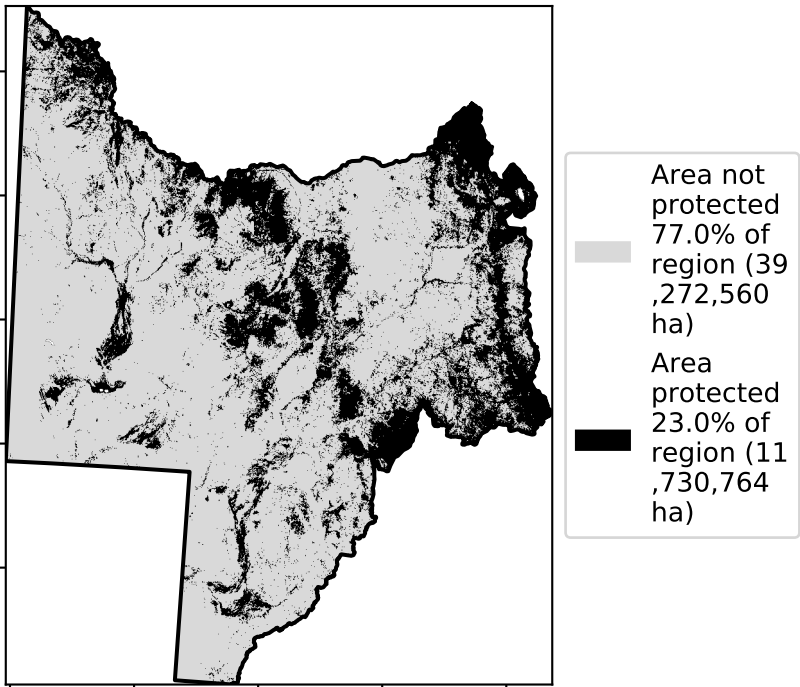 Area not
protected
77.0% of
region (39
,272,560
ha)
Area
protected
23.0% of
region (11
,730,764
ha)